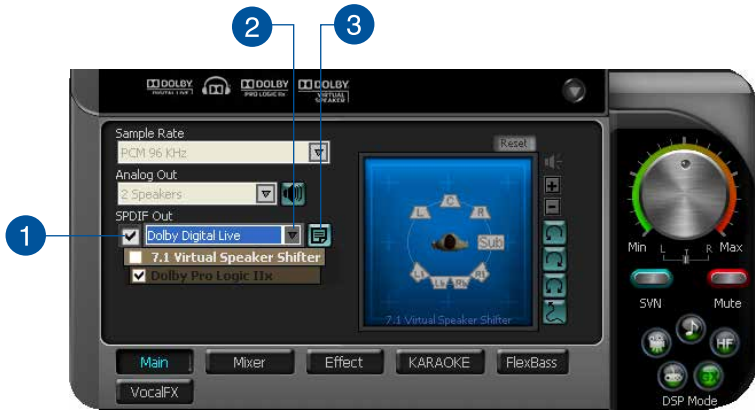 2 3
DOLBY DOLBY DOLBY
DIGITAL LIVE PRO LOGIC IIx VIRTUAL
SPEAKER
Sample Rate
PCM 96 KHz
Reset
Analog Out
2 Speakers
SPDIF Out
1
Dolby Digital Live
7.1 Virtual Speaker Shifter
Dolby Pro Logic IIx
L C R
Sub
Ls Lb Rb Rs
7.1 Virtual Speaker Shifter
Min L R Max
SVN Mute
HF
GX
DSP Mode
Main Mixer Effect KARAOKE FlexBass
VocalFX